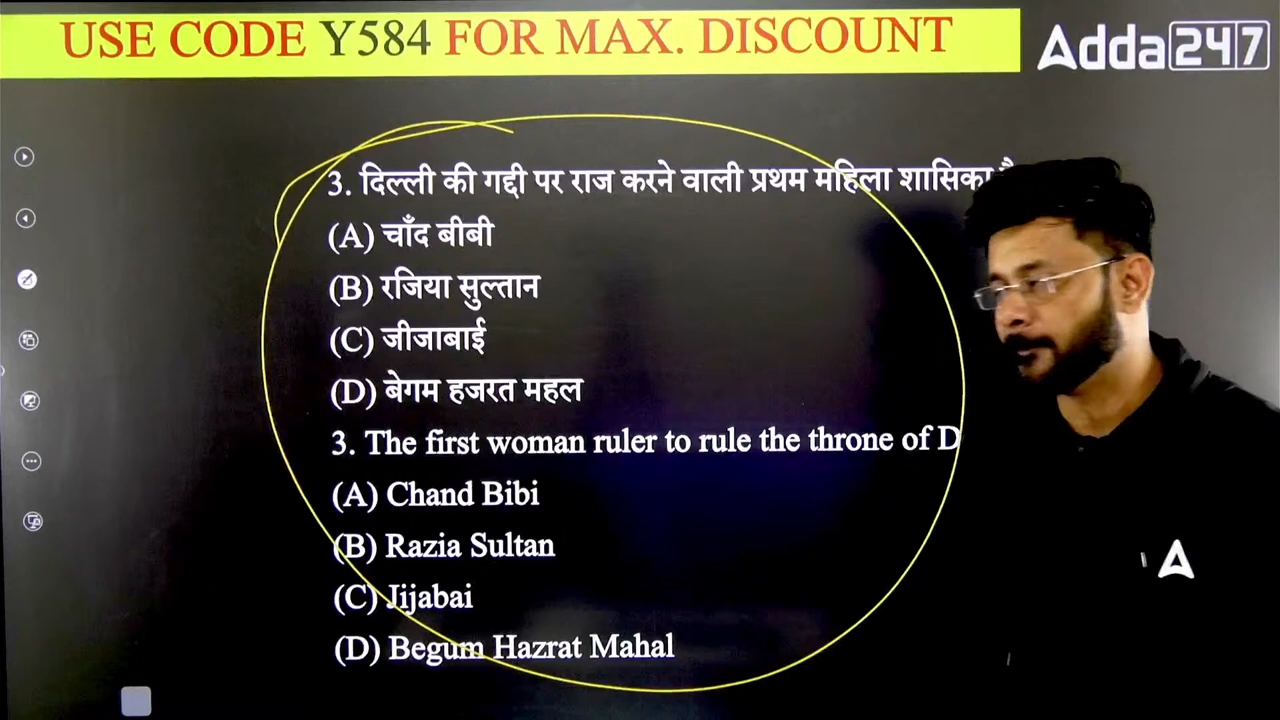 USE CODE Y584 FOR MAX. DISCOUNT
Adda247
3. दिल्ली की गद्दी पर राज करने वाली प्रथम महिला शासिका
(A) चाँद बीबी
(B) रजिया सुल्तान
(C) जीजाबाई
(D) बेगम हजरत महल
3. The first woman ruler to rule the throne of D
(A) Chand Bibi
(B) Razia Sultan
(C) Jijabai
(D) Begum Hazrat Mahal